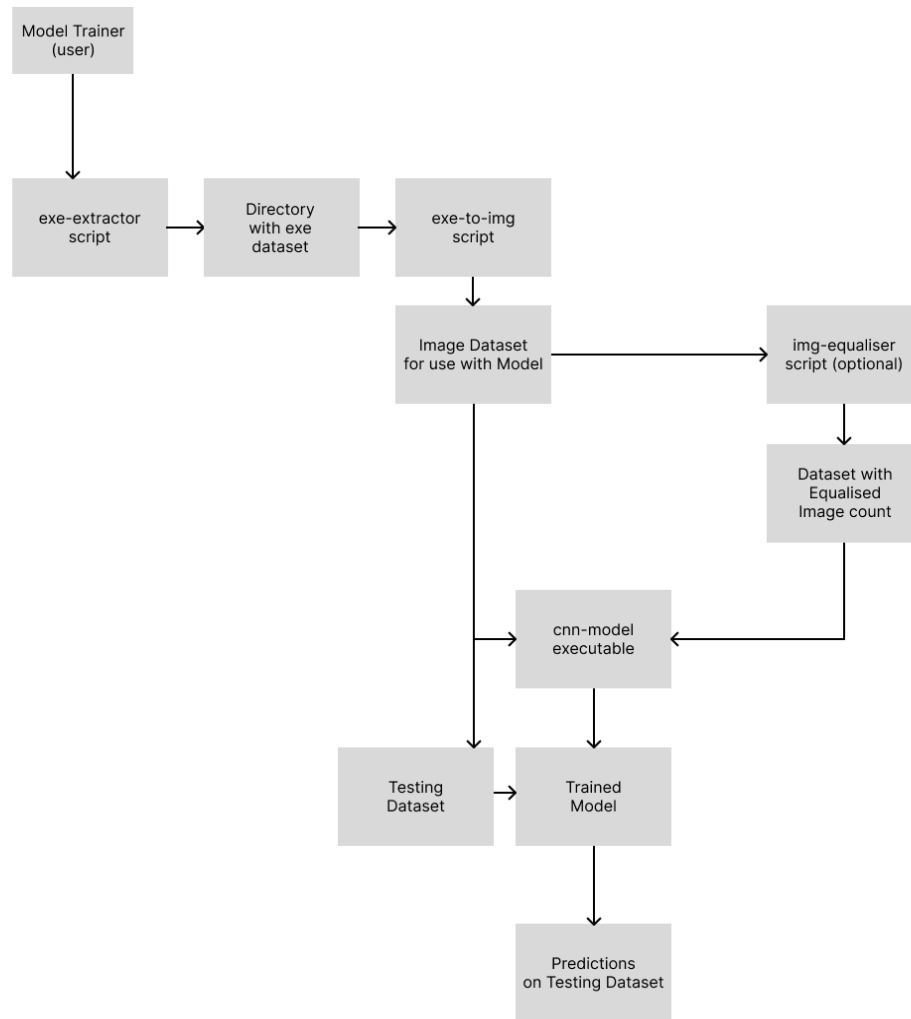 Model Trainer
(user)
exe-extractor
script
Directory
with exe
dataset
exe-to-img
script
Image Dataset
for use with Model
img-equaliser
script (optional)
Dataset with
Equalised
Image count
cnn-model
executable
Testing
Dataset
Trained
Model
Predictions
on Testing Dataset